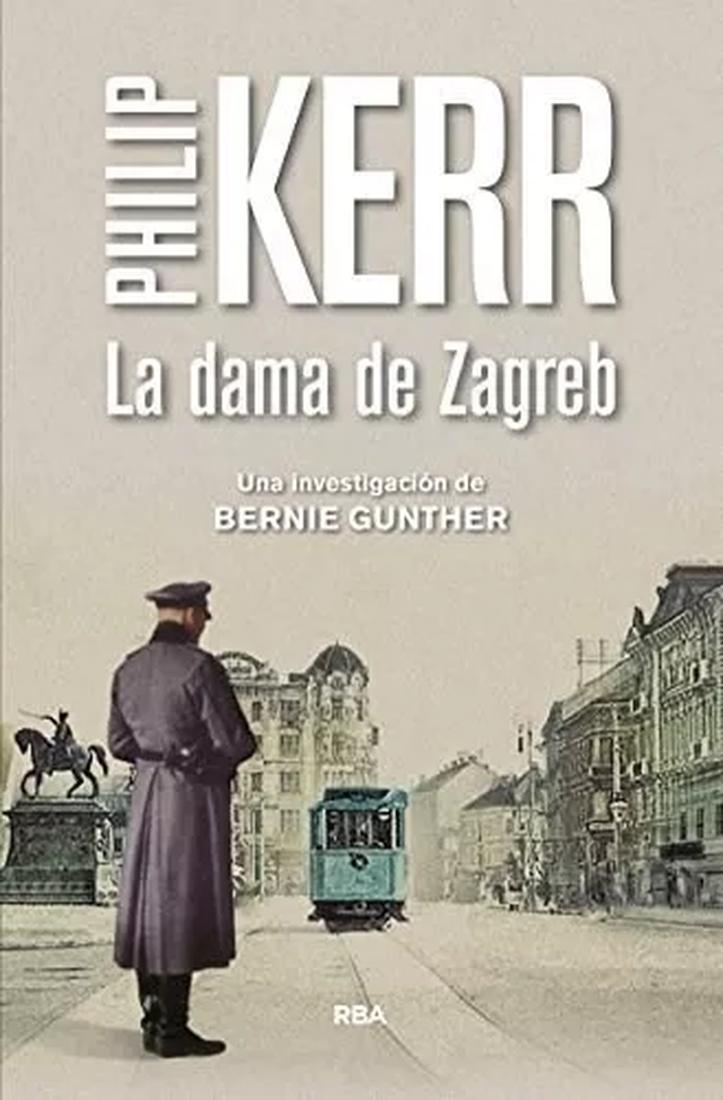 PHILIP
KERR
La dama de Zagreb
Una investigación de
BERNIE GUNTHER
RBA